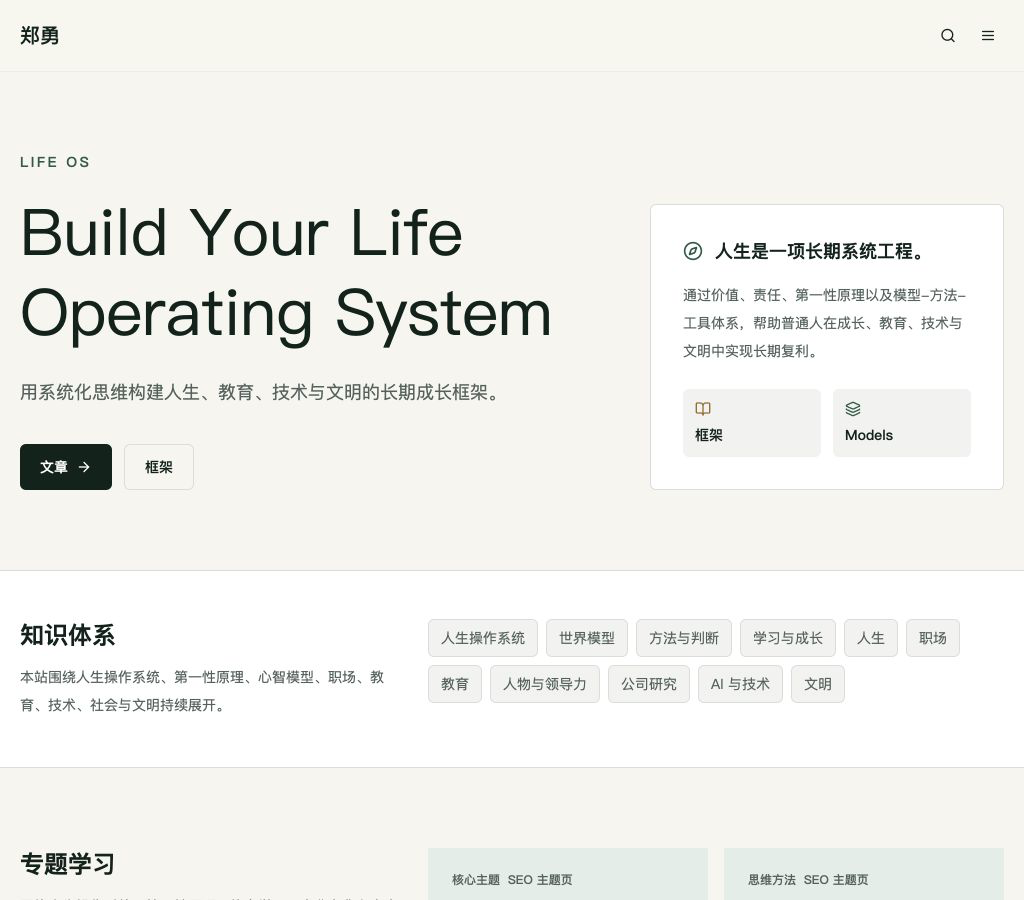 郑勇
LIFE OS
Build Your Life
Operating System
用系统化思维构建人生、教育、技术与文明的长期成长框架。
文章 →
框架
人生是一项长期系统工程。
通过价值、责任、第一性原理以及模型-方法-
工具体系，帮助普通人在成长、教育、技术与
文明中实现长期复利。
框架
Models
知识体系
本站围绕人生操作系统、第一性原理、心智模型、职场、教
育、技术、社会与文明持续展开。
人生操作系统
世界模型
方法与判断
学习与成长
人生
职场
教育
人物与领导力
公司研究
AI 与技术
文明
专题学习
核心主题 SEO 主题页
思维方法 SEO 主题页